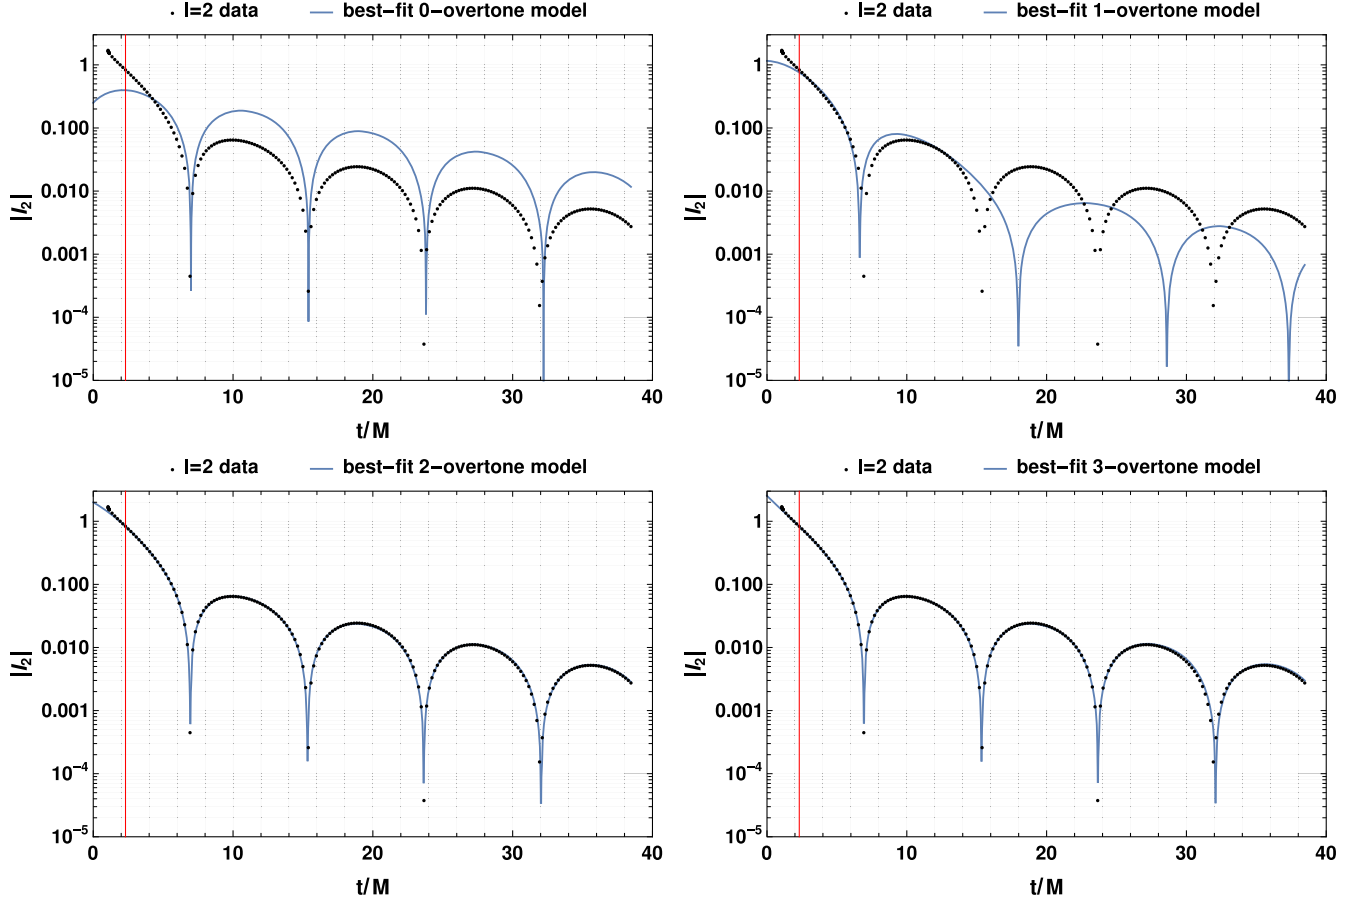 l=2 data best−fit 0−overtone model
|I₂|
1
0.100
0.010
0.001
10⁻⁴
10⁻⁵
0 10 20 30 40
t/M
l=2 data best−fit 1−overtone model
|I₂|
1
0.100
0.010
0.001
10⁻⁴
10⁻⁵
0 10 20 30 40
t/M
l=2 data best−fit 2−overtone model
|I₂|
1
0.100
0.010
0.001
10⁻⁴
10⁻⁵
0 10 20 30 40
t/M
l=2 data best−fit 3−overtone model
|I₂|
1
0.100
0.010
0.001
10⁻⁴
10⁻⁵
0 10 20 30 40
t/M